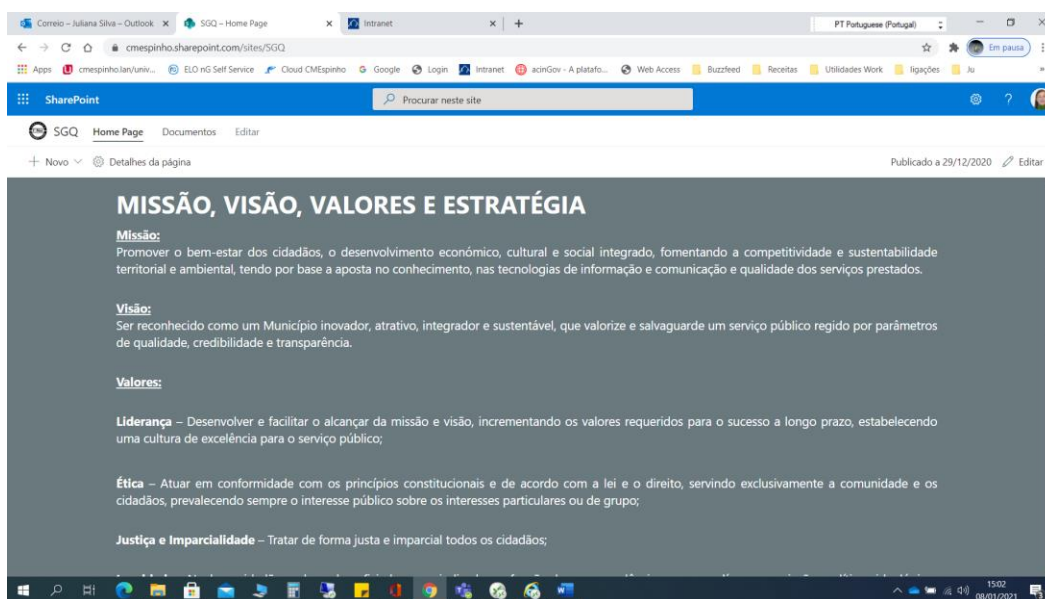 Correio – Juliana Silva – Outlook
SGQ – Home Page
Intranet
PT Portuguese (Portugal)
cmespinho.sharepoint.com/sites/SGQ
Em pausa
Apps
cmespinho.lan/univ...
ELO nG Self Service
Cloud CMEspinho
Google
Login
Intranet
acinGov - A platafo...
Web Access
Buzzfeed
Receitas
Utilidades Work
ligações
Ju
SharePoint
Procurar neste site
SGQ
Home Page
Documentos
Editar
Novo
Detalhes da página
Publicado a 29/12/2020
Editar
MISSÃO, VISÃO, VALORES E ESTRATÉGIA
Missão:
Promover o bem-estar dos cidadãos, o desenvolvimento económico, cultural e social integrado, fomentando a competitividade e sustentabilidade
territorial e ambiental, tendo por base a aposta no conhecimento, nas tecnologias de informação e comunicação e qualidade dos serviços prestados.
Visão:
Ser reconhecido como um Município inovador, atrativo, integrador e sustentável, que valorize e salvaguarde um serviço público regido por parâmetros
de qualidade, credibilidade e transparência.
Valores:
Liderança – Desenvolver e facilitar o alcançar da missão e visão, incrementando os valores requeridos para o sucesso a longo prazo, estabelecendo
uma cultura de excelência para o serviço público;
Ética – Atuar em conformidade com os princípios constitucionais e de acordo com a lei e o direito, servindo exclusivamente a comunidade e os
cidadãos, prevalecendo sempre o interesse público sobre os interesses particulares ou de grupo;
Justiça e Imparcialidade – Tratar de forma justa e imparcial todos os cidadãos;
15:02
08/01/2021